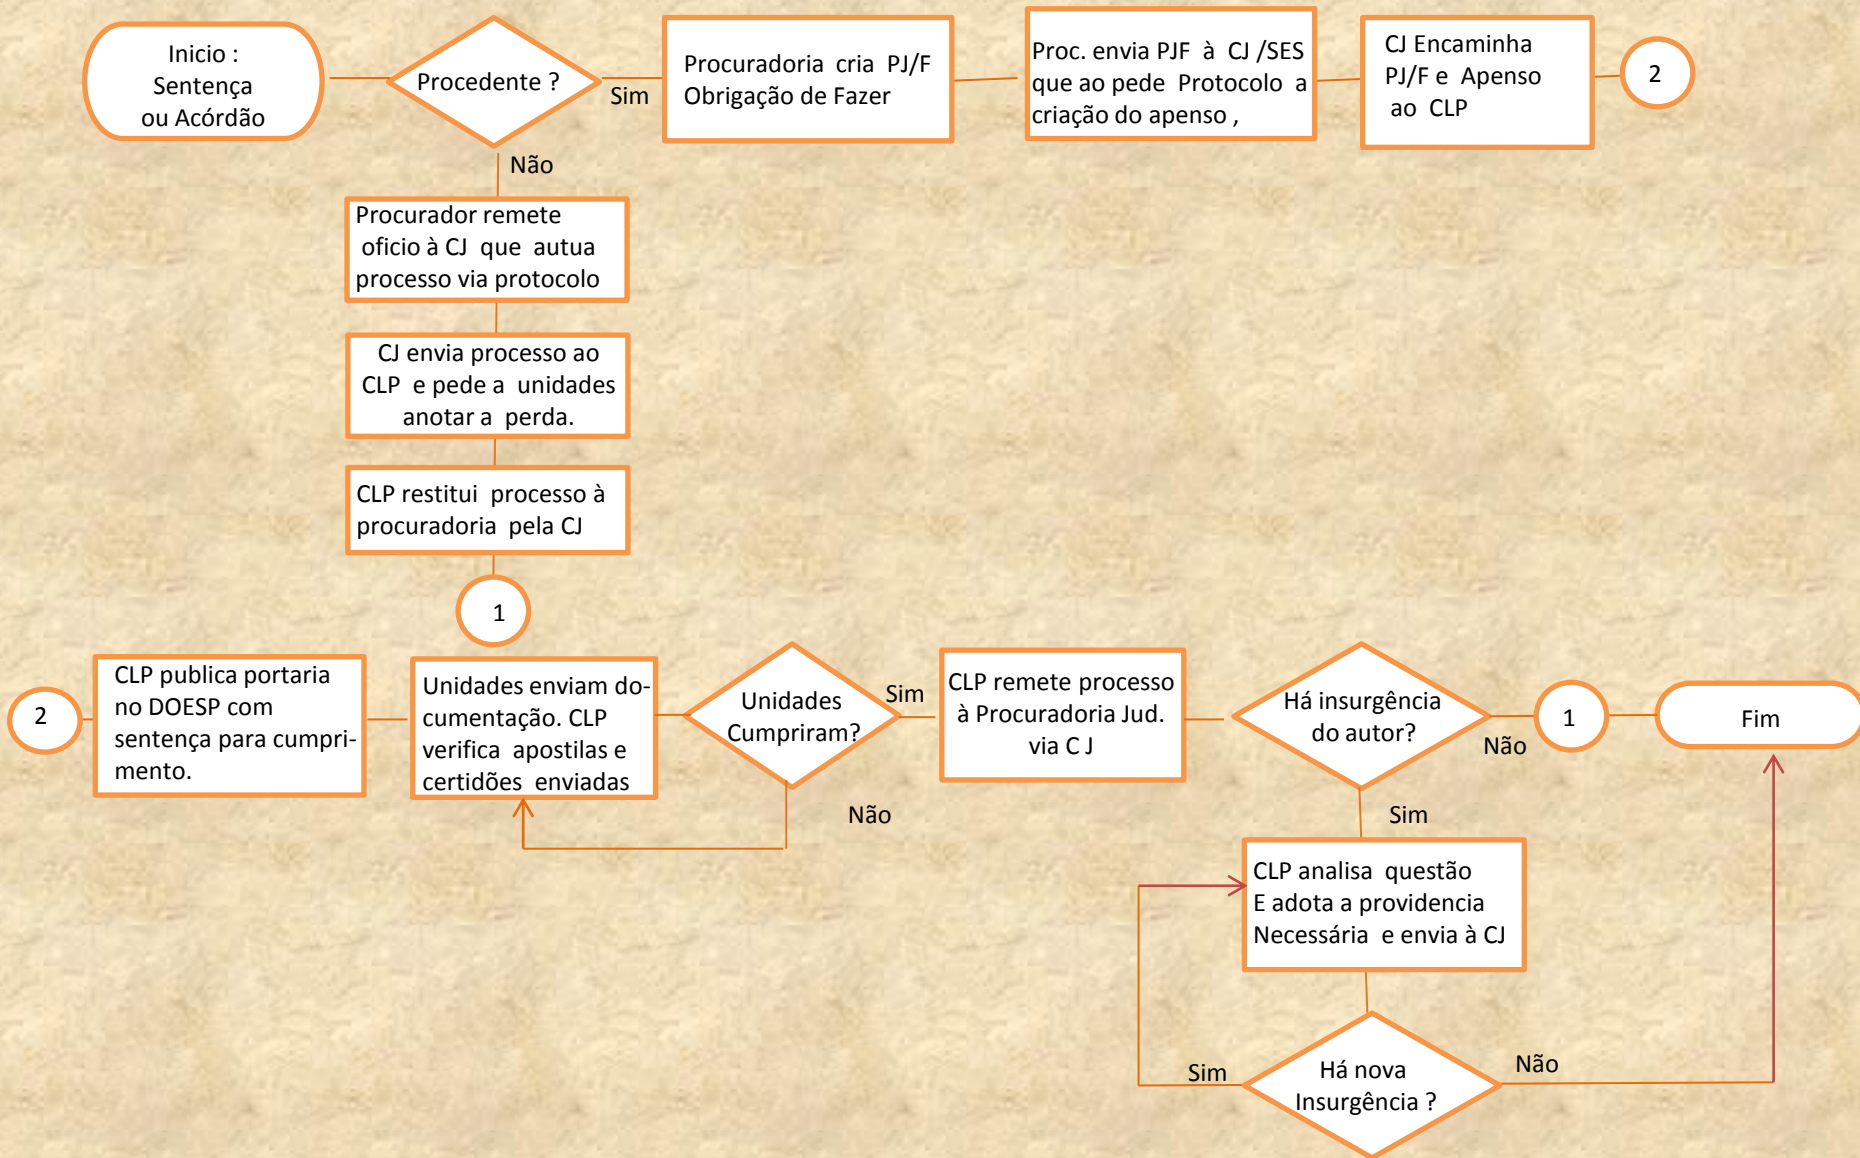 Inicio :
Sentença
ou Acórdão
Procedente ?
Sim
Procuradoria cria PJ/F
Obrigação de Fazer
Proc. envia PJF à CJ /SES
que ao pede Protocolo a
criação do apenso ,
CJ Encaminha
PJ/F e Apenso
ao CLP
2
Não
Procurador remete
oficio à CJ que autua
processo via protocolo
CJ envia processo ao
CLP e pede a unidades
anotar a perda.
CLP restitui processo à
procuradoria pela CJ
1
2
CLP publica portaria
no DOESP com
sentença para cumpri-
mento.
Unidades enviam do-
cumentação. CLP
verifica apostilas e
certidões enviadas
Unidades
Cumpriram?
Sim
Não
CLP remete processo
à Procuradoria Jud.
via C J
Há insurgência
do autor?
Não
1
Fim
Sim
CLP analisa questão
E adota a providencia
Necessária e envia à CJ
Há nova
Insurgência ?
Sim
Não